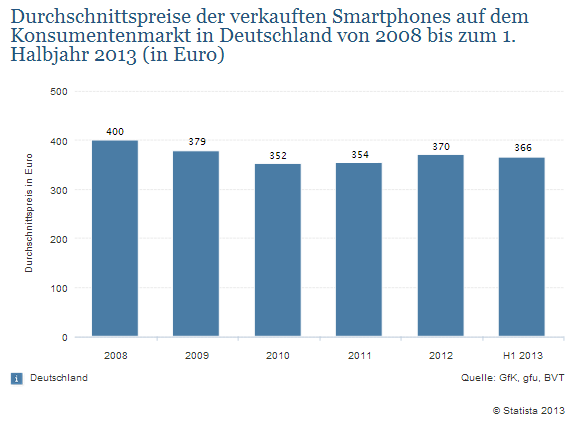 Durchschnittspreise der verkauften Smartphones auf dem
Konsumentenmarkt in Deutschland von 2008 bis zum 1.
Halbjahr 2013 (in Euro)
500
400
300
200
100
0
Durchschnittspreis in Euro
400
379
352
354
370
366
2008
2009
2010
2011
2012
H1 2013
i Deutschland
Quelle: GfK, gfu, BVT
© Statista 2013